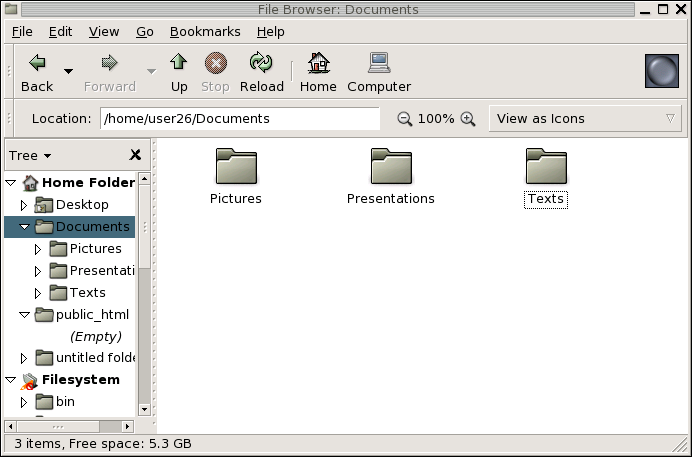 File Browser: Documents
File Edit View Go Bookmarks Help
Back Forward Up Stop Reload Home Computer
Location: /home/user26/Documents 100% View as Icons
Tree
Home Folder
Desktop
Documents
Pictures
Presentati
Texts
public_html
(Empty)
untitled folde
Filesystem
bin
Pictures Presentations Texts
3 items, Free space: 5.3 GB